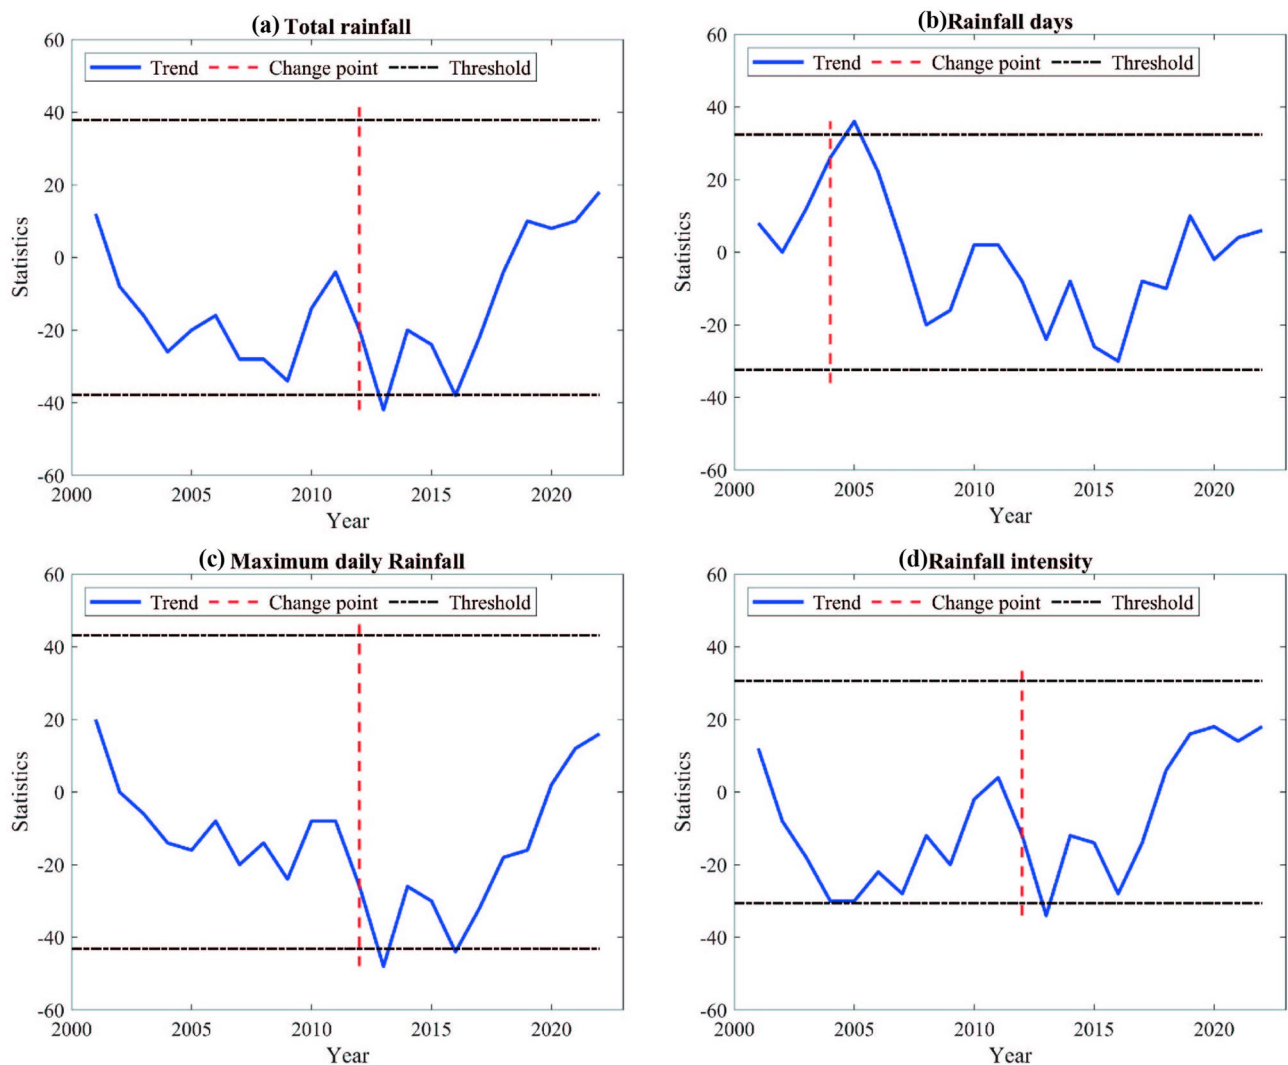 (a) Total rainfall
60
Trend Change point Threshold
40
20
0
-20
-40
-60
Statistics
2000 2005 2010 2015 2020
Year
(b)Rainfall days
60
Trend Change point Threshold
40
20
0
-20
-40
-60
Statistics
2000 2005 2010 2015 2020
Year
(c) Maximum daily Rainfall
60
Trend Change point Threshold
40
20
0
-20
-40
-60
Statistics
2000 2005 2010 2015 2020
Year
(d)Rainfall intensity
60
Trend Change point Threshold
40
20
0
-20
-40
-60
Statistics
2000 2005 2010 2015 2020
Year